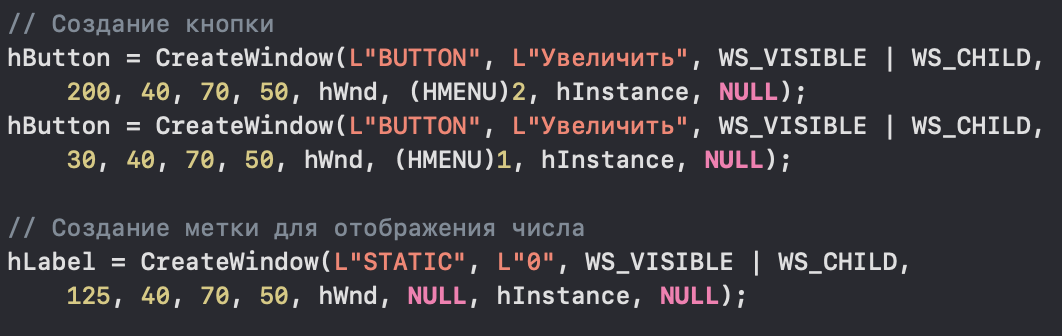 // Создание кнопки
hButton = CreateWindow(L"BUTTON", L"Увеличить", WS_VISIBLE | WS_CHILD,
200, 40, 70, 50, hWnd, (HMENU)2, hInstance, NULL);
hButton = CreateWindow(L"BUTTON", L"Увеличить", WS_VISIBLE | WS_CHILD,
30, 40, 70, 50, hWnd, (HMENU)1, hInstance, NULL);
// Создание метки для отображения числа
hLabel = CreateWindow(L"STATIC", L"0", WS_VISIBLE | WS_CHILD,
125, 40, 70, 50, hWnd, NULL, hInstance, NULL);